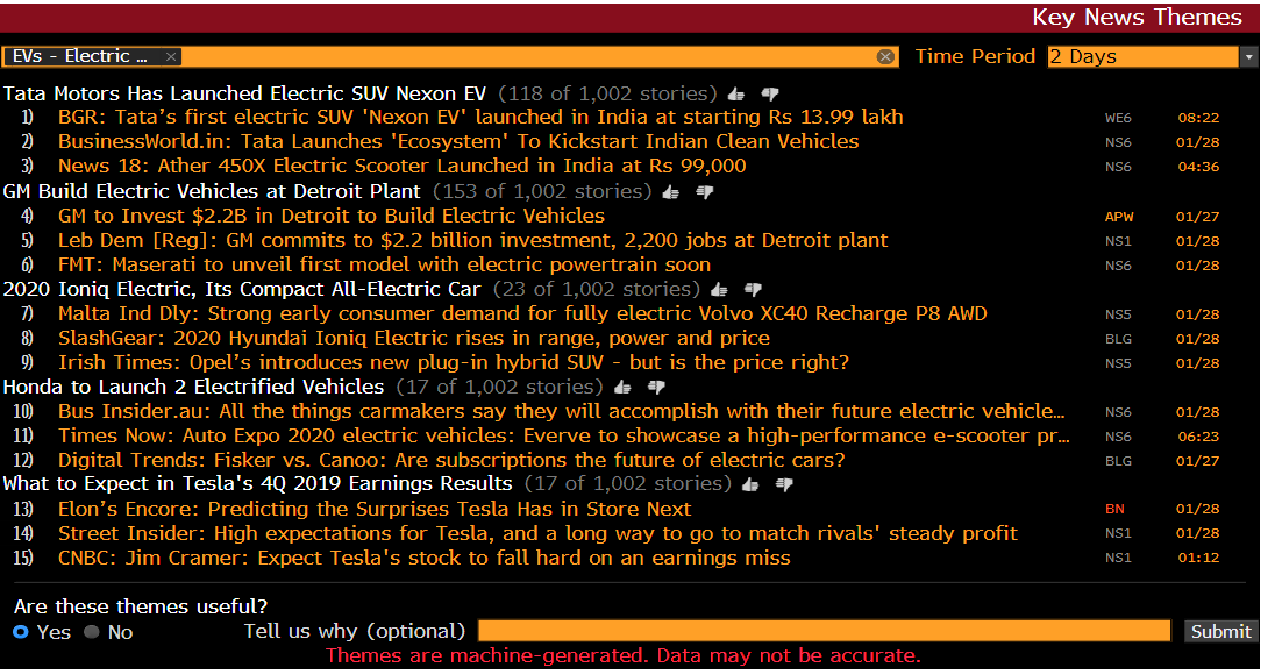 Key News Themes
EVs - Electric ... × Time Period 2 Days
Tata Motors Has Launched Electric SUV Nexon EV (118 of 1,002 stories)
1) BGR: Tata's first electric SUV 'Nexon EV' launched in India at starting Rs 13.99 lakh WE6 08:22
2) BusinessWorld.in: Tata Launches 'Ecosystem' To Kickstart Indian Clean Vehicles NS6 01/28
3) News 18: Ather 450X Electric Scooter Launched in India at Rs 99,000 NS6 04:36
GM Build Electric Vehicles at Detroit Plant (153 of 1,002 stories)
4) GM to Invest $2.2B in Detroit to Build Electric Vehicles APW 01/27
5) Leb Dem [Reg]: GM commits to $2.2 billion investment, 2,200 jobs at Detroit plant NS1 01/28
6) FMT: Maserati to unveil first model with electric powertrain soon NS6 01/28
2020 Ioniq Electric, Its Compact All-Electric Car (23 of 1,002 stories)
7) Malta Ind Dly: Strong early consumer demand for fully electric Volvo XC40 Recharge P8 AWD NS5 01/28
8) SlashGear: 2020 Hyundai Ioniq Electric rises in range, power and price BLG 01/28
9) Irish Times: Opel's introduces new plug-in hybrid SUV - but is the price right? NS5 01/28
Honda to Launch 2 Electrified Vehicles (17 of 1,002 stories)
10) Bus Insider.au: All the things carmakers say they will accomplish with their future electric vehicle... NS6 01/28
11) Times Now: Auto Expo 2020 electric vehicles: Everve to showcase a high-performance e-scooter pr... NS6 06:23
12) Digital Trends: Fisker vs. Canoo: Are subscriptions the future of electric cars? BLG 01/27
What to Expect in Tesla's 4Q 2019 Earnings Results (17 of 1,002 stories)
13) Elon's Encore: Predicting the Surprises Tesla Has in Store Next BN 01/28
14) Street Insider: High expectations for Tesla, and a long way to go to match rivals' steady profit NS1 01/28
15) CNBC: Jim Cramer: Expect Tesla's stock to fall hard on an earnings miss NS1 01:12
Are these themes useful?
Yes No Tell us why (optional) Submit
Themes are machine-generated. Data may not be accurate.